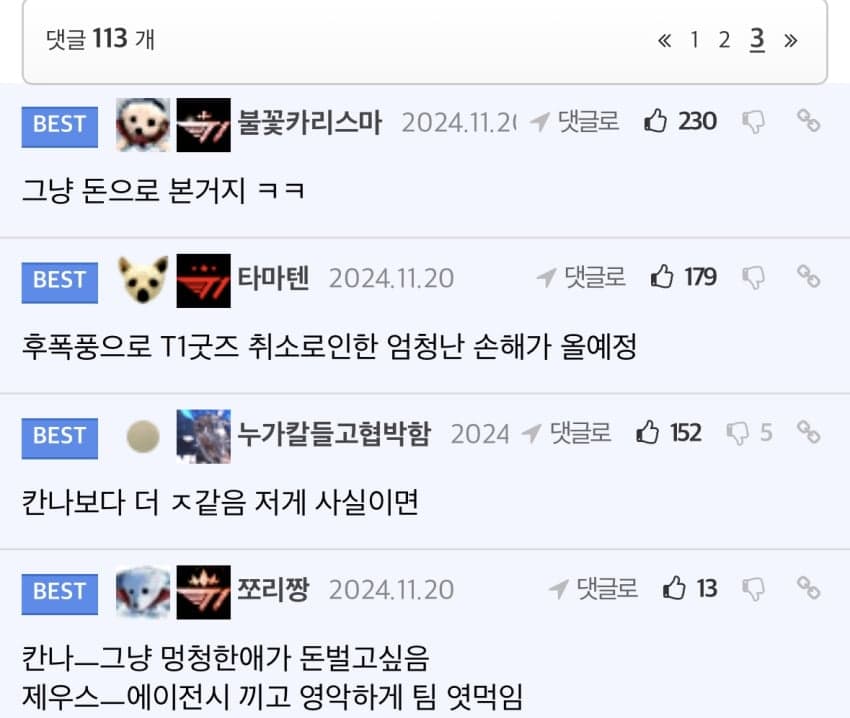 댓글 113 개 « 1 2 3 »
BEST 불꽃카리스마 2024.11.20 댓글로 230
그냥 돈으로 본거지 ㅋㅋ
BEST 타마텐 2024.11.20 댓글로 179
후폭풍으로 T1굿즈 취소로인한 엄청난 손해가 올예정
BEST 누가칼들고협박함 2024 댓글로 152 5
칸나보다 더 ㅈ같음 저게 사실이면
BEST 쪼리짱 2024.11.20 댓글로 13
칸나ㅡ그냥 멍청한애가 돈벌고싶음
제우스ㅡ에이전시 끼고 영악하게 팀 엿먹임